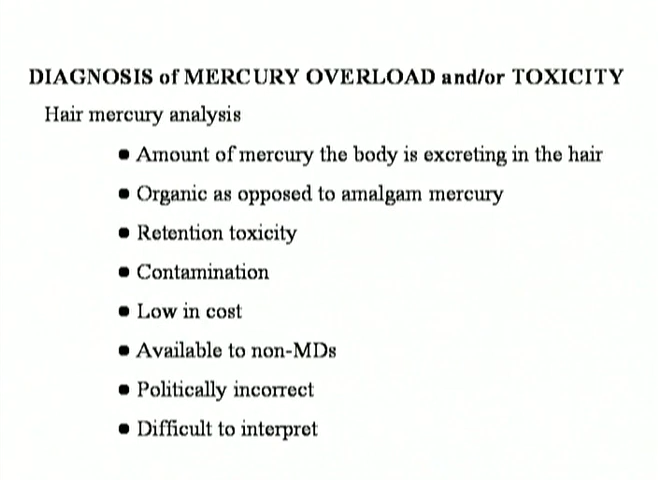 DIAGNOSIS of MERCURY OVERLOAD and/or TOXICITY
Hair mercury analysis
● Amount of mercury the body is excreting in the hair
● Organic as opposed to amalgam mercury
● Retention toxicity
● Contamination
● Low in cost
● Available to non-MDs
● Politically incorrect
● Difficult to interpret